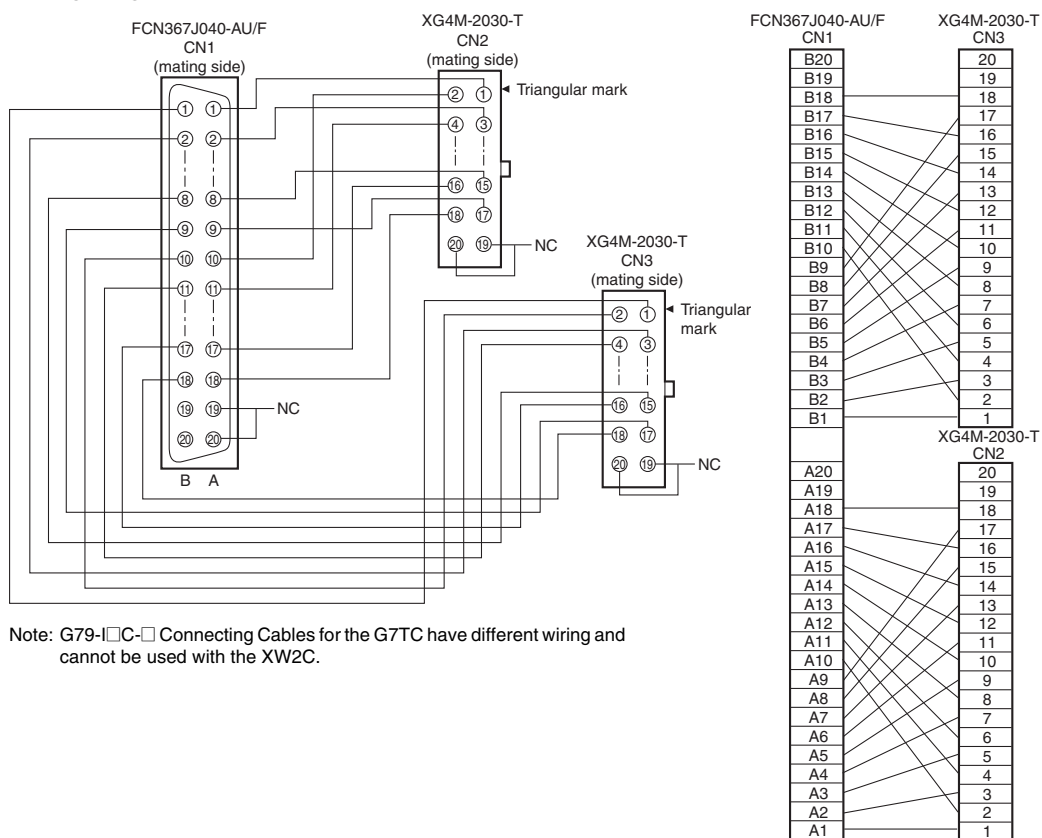 FCN367J040-AU/F
CN1
(mating side)
① ①
② ②
⑧ ⑧
⑨ ⑨
⑩ ⑩
⑪ ⑪
⑰ ⑰
⑱ ⑱
⑲ ⑲
NC
⑳ ⑳
B A
XG4M-2030-T
CN2
(mating side)
Triangular mark
② ①
④ ③
⑯ ⑮
⑱ ⑰
⑳ ⑲
NC
XG4M-2030-T
CN3
(mating side)
Triangular
mark
② ①
④ ③
⑯ ⑮
⑱ ⑰
⑳ ⑲
NC
Note: G79-I□C-□ Connecting Cables for the G7TC have different wiring and
cannot be used with the XW2C.
FCN367J040-AU/F
CN1
XG4M-2030-T
CN3
B20 20
B19 19
B18 18
B17 17
B16 16
B15 15
B14 14
B13 13
B12 12
B11 11
B10 10
B9 9
B8 8
B7 7
B6 6
B5 5
B4 4
B3 3
B2 2
B1 1
XG4M-2030-T
CN2
A20 20
A19 19
A18 18
A17 17
A16 16
A15 15
A14 14
A13 13
A12 12
A11 11
A10 10
A9 9
A8 8
A7 7
A6 6
A5 5
A4 4
A3 3
A2 2
A1 1